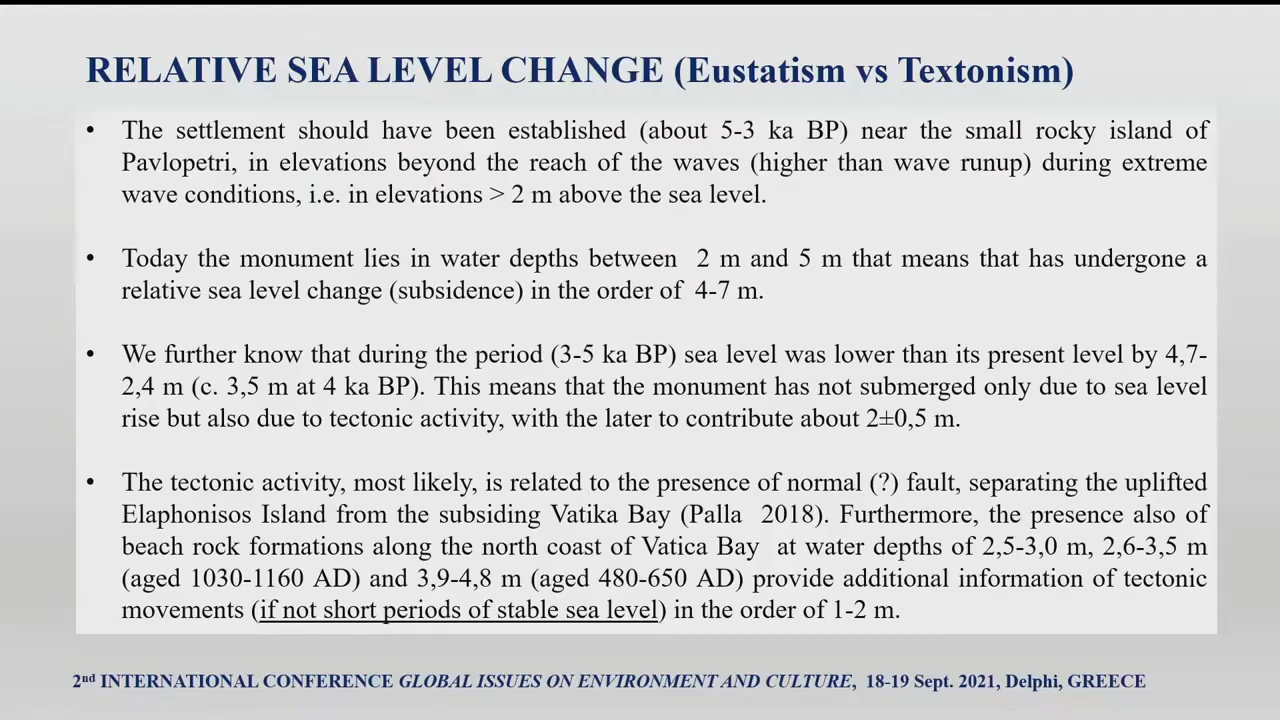 RELATIVE SEA LEVEL CHANGE (Eustatism vs Textonism)
• The settlement should have been established (about 5-3 ka BP) near the small rocky island of
Pavlopetri, in elevations beyond the reach of the waves (higher than wave runup) during extreme
wave conditions, i.e. in elevations > 2 m above the sea level.
• Today the monument lies in water depths between 2 m and 5 m that means that has undergone a
relative sea level change (subsidence) in the order of 4-7 m.
• We further know that during the period (3-5 ka BP) sea level was lower than its present level by 4,7-
2,4 m (c. 3,5 m at 4 ka BP). This means that the monument has not submerged only due to sea level
rise but also due to tectonic activity, with the later to contribute about 2±0,5 m.
• The tectonic activity, most likely, is related to the presence of normal (?) fault, separating the uplifted
Elaphonisos Island from the subsiding Vatika Bay (Palla 2018). Furthermore, the presence also of
beach rock formations along the north coast of Vatica Bay at water depths of 2,5-3,0 m, 2,6-3,5 m
(aged 1030-1160 AD) and 3,9-4,8 m (aged 480-650 AD) provide additional information of tectonic
movements (if not short periods of stable sea level) in the order of 1-2 m.
2nd INTERNATIONAL CONFERENCE GLOBAL ISSUES ON ENVIRONMENT AND CULTURE, 18-19 Sept. 2021, Delphi, GREECE